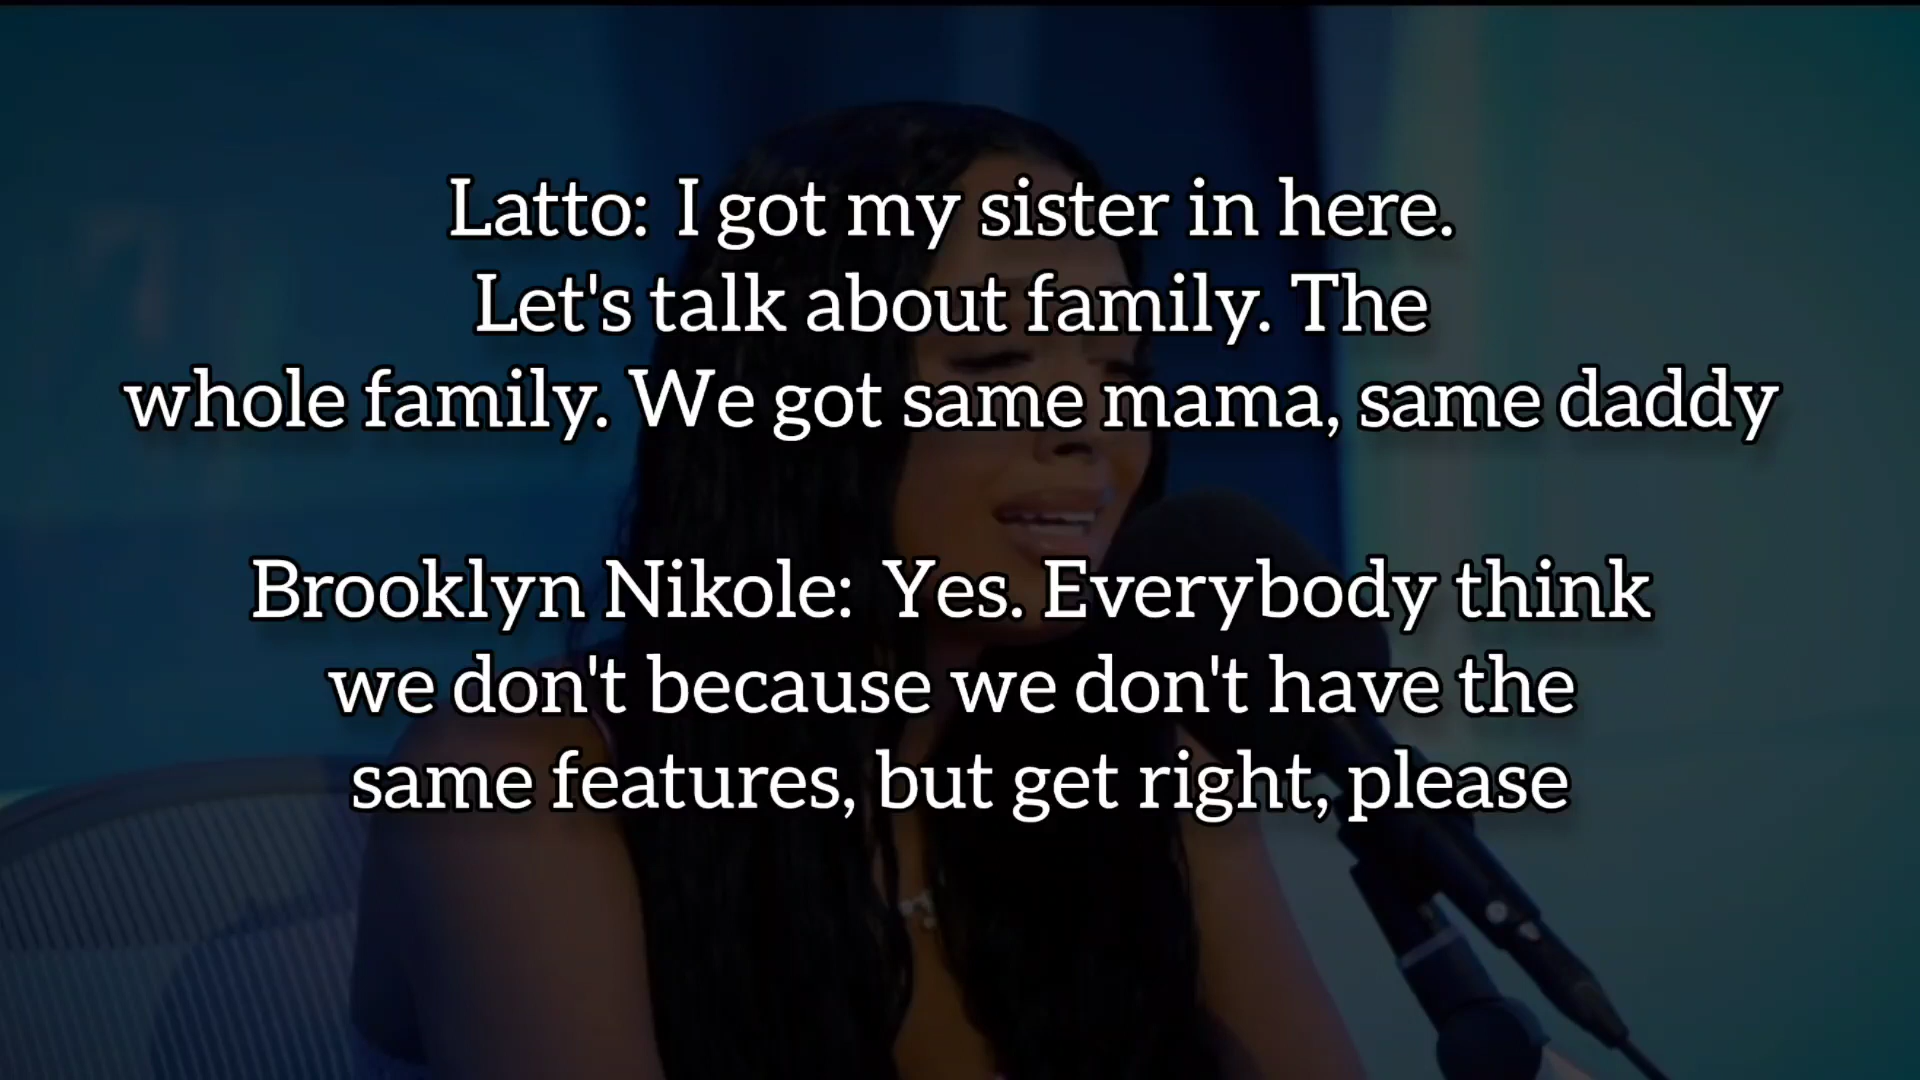 Latto: I got my sister in here.
Let's talk about family. The
whole family. We got same mama, same daddy
Brooklyn Nikole: Yes. Everybody think
we don't because we don't have the
same features, but get right, please